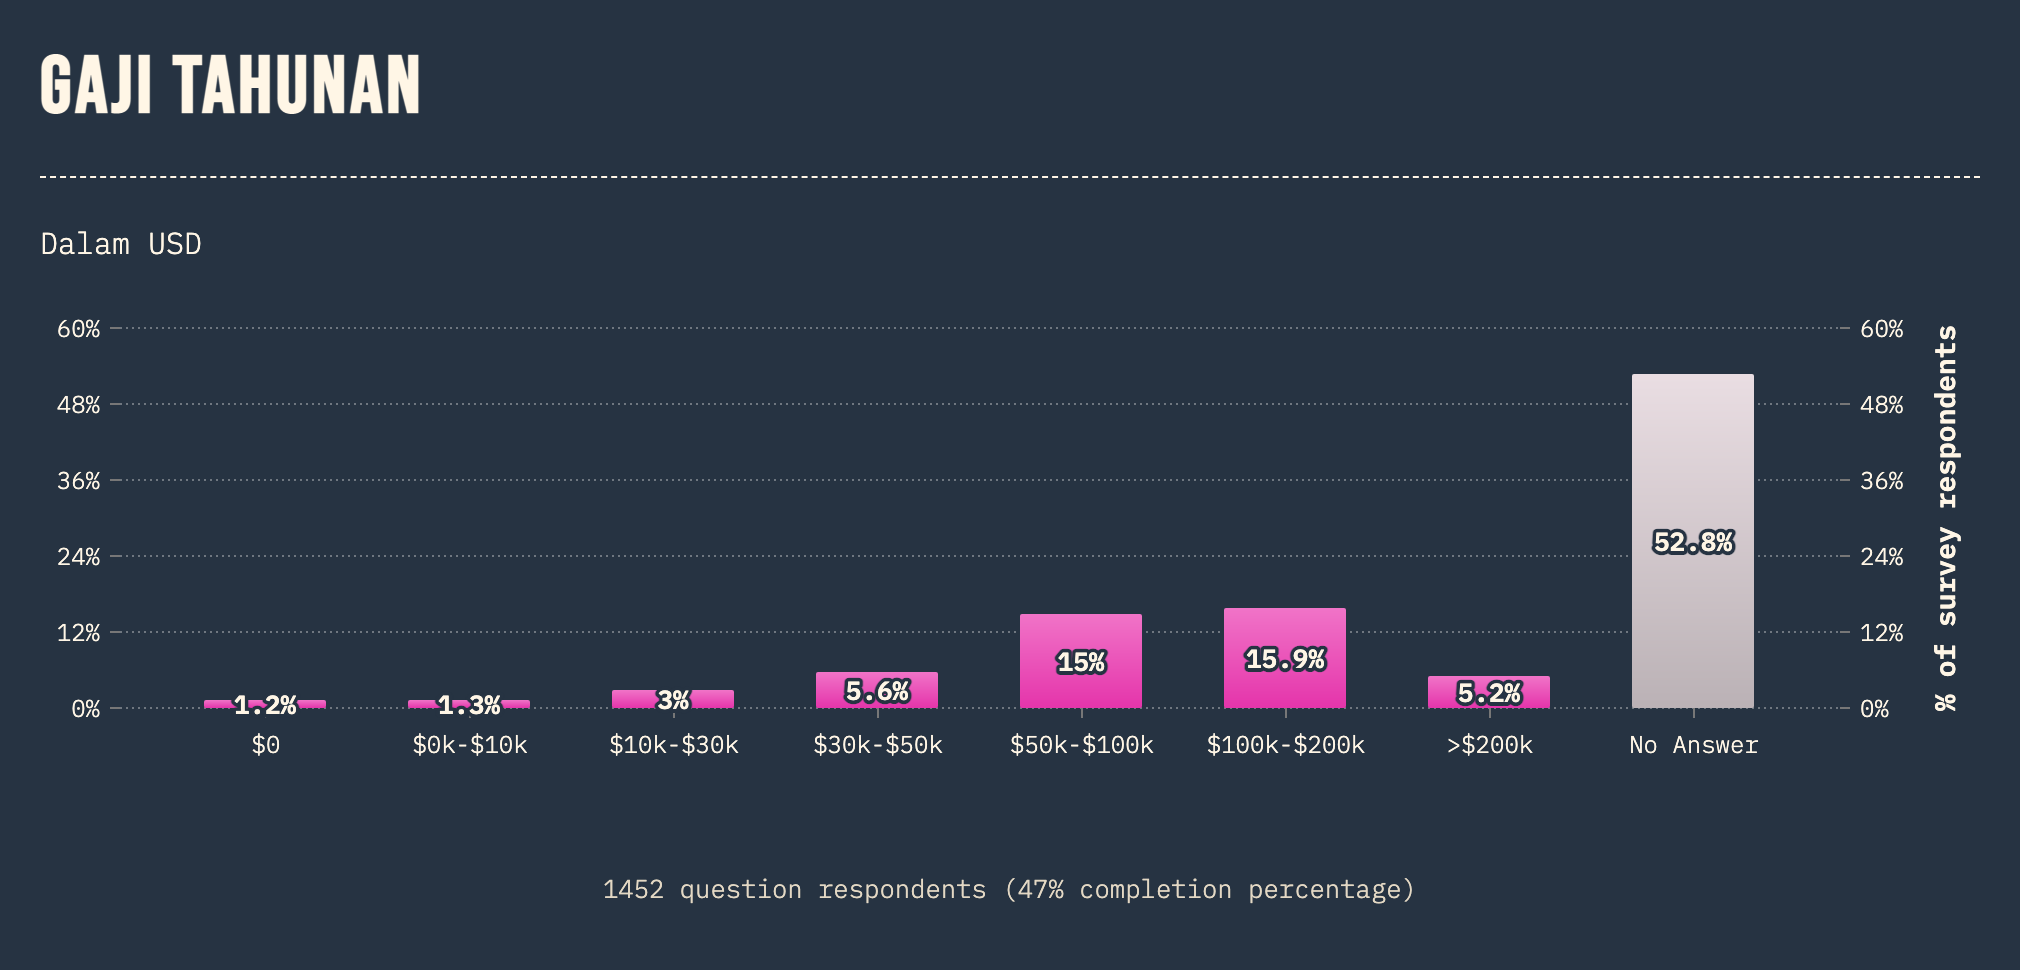 GAJI TAHUNAN
Dalam USD
60% 60%
48% 48%
36% 36%
24% 24%
12% 12%
0% 0%
% of survey respondents
1.2% 1.3% 3% 5.6% 15% 15.9% 5.2% 52.8%
$0 $0k-$10k $10k-$30k $30k-$50k $50k-$100k $100k-$200k >$200k No Answer
1452 question respondents (47% completion percentage)